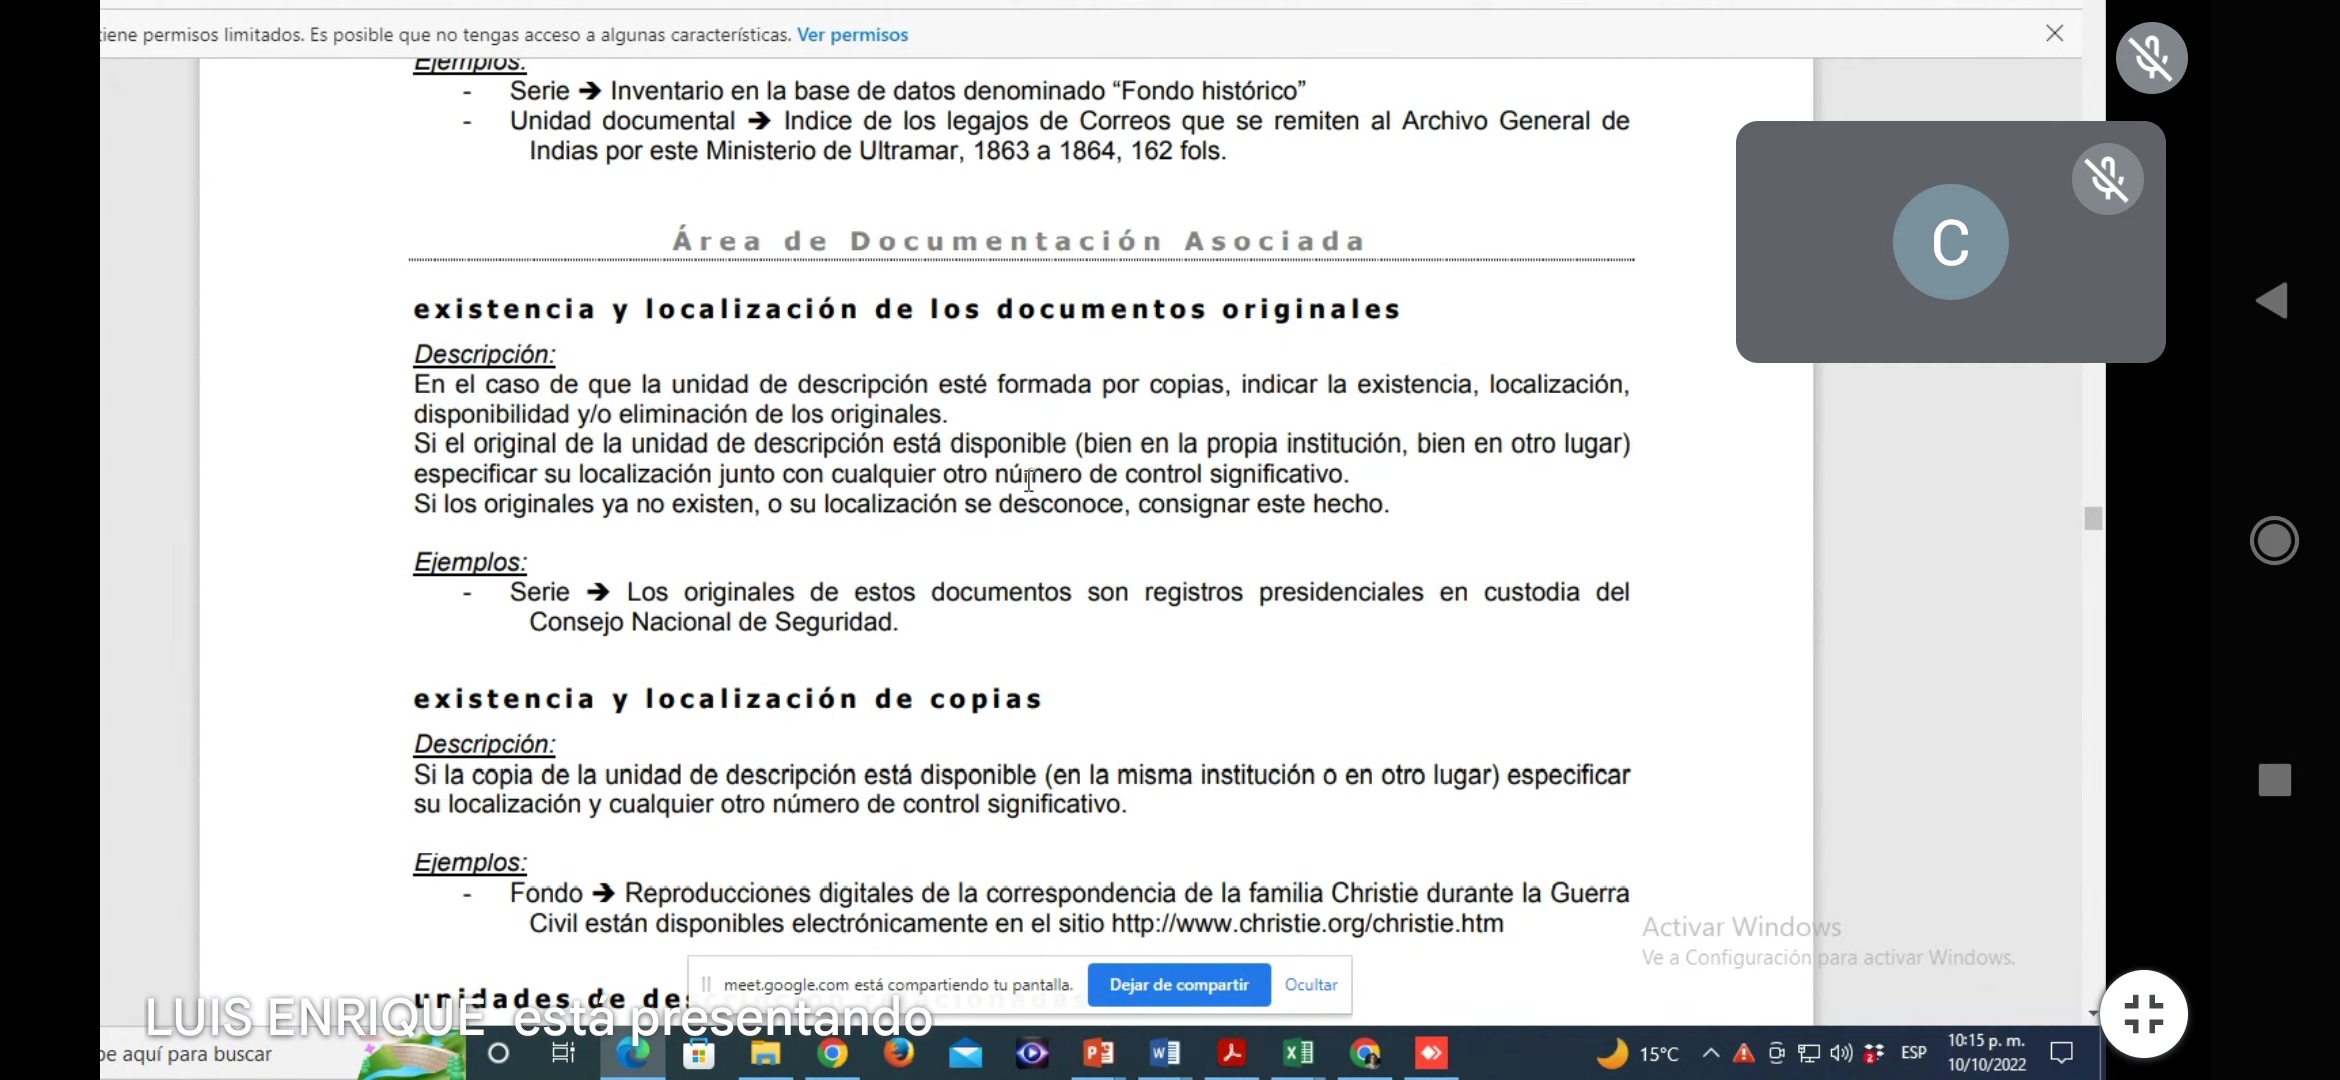 tiene permisos limitados. Es posible que no tengas acceso a algunas características. Ver permisos
Ejemplos:
- Serie ➔ Inventario en la base de datos denominado “Fondo histórico”
- Unidad documental ➔ Indice de los legajos de Correos que se remiten al Archivo General de
Indias por este Ministerio de Ultramar, 1863 a 1864, 162 fols.
Área de Documentación Asociada
existencia y localización de los documentos originales
Descripción:
En el caso de que la unidad de descripción esté formada por copias, indicar la existencia, localización,
disponibilidad y/o eliminación de los originales.
Si el original de la unidad de descripción está disponible (bien en la propia institución, bien en otro lugar)
especificar su localización junto con cualquier otro número de control significativo.
Si los originales ya no existen, o su localización se desconoce, consignar este hecho.
Ejemplos:
- Serie ➔ Los originales de estos documentos son registros presidenciales en custodia del
Consejo Nacional de Seguridad.
existencia y localización de copias
Descripción:
Si la copia de la unidad de descripción está disponible (en la misma institución o en otro lugar) especificar
su localización y cualquier otro número de control significativo.
Ejemplos:
- Fondo ➔ Reproducciones digitales de la correspondencia de la familia Christie durante la Guerra
Civil están disponibles electrónicamente en el sitio http://www.christie.org/christie.htm
unidades de
C
Activar Windows
Ve a Configuración para activar Windows.
meet.google.com está compartiendo tu pantalla. Dejar de compartir Ocultar
LUIS ENRIQUE está presentando
be aquí para buscar
15°C ESP
10:15 p. m.
10/10/2022